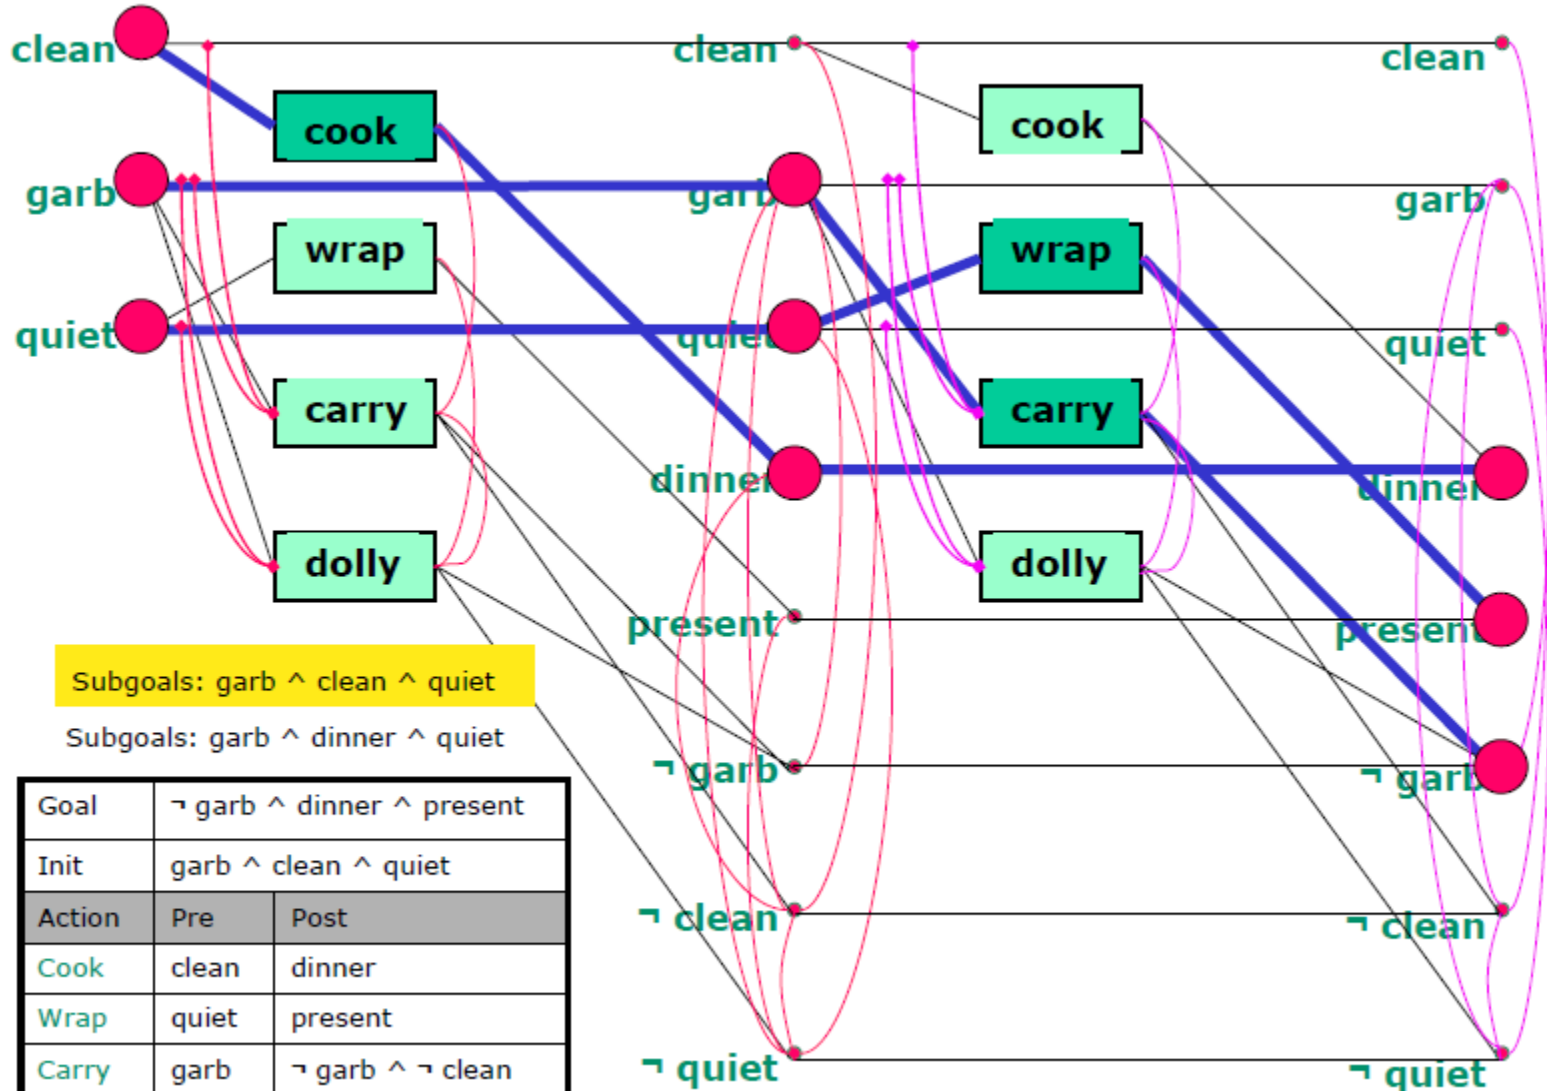 clean clean clean
cook cook
garb garb garb
wrap wrap
quiet quiet quiet
carry carry
dinner dinner
dolly dolly
present present
Subgoals: garb ^ clean ^ quiet
Subgoals: garb ^ dinner ^ quiet
¬ garb ¬ garb
Goal ¬ garb ^ dinner ^ present
Init garb ^ clean ^ quiet
Action Pre Post
¬ clean ¬ clean
Cook clean dinner
Wrap quiet present
Carry garb ¬ garb ^ ¬ clean
¬ quiet ¬ quiet